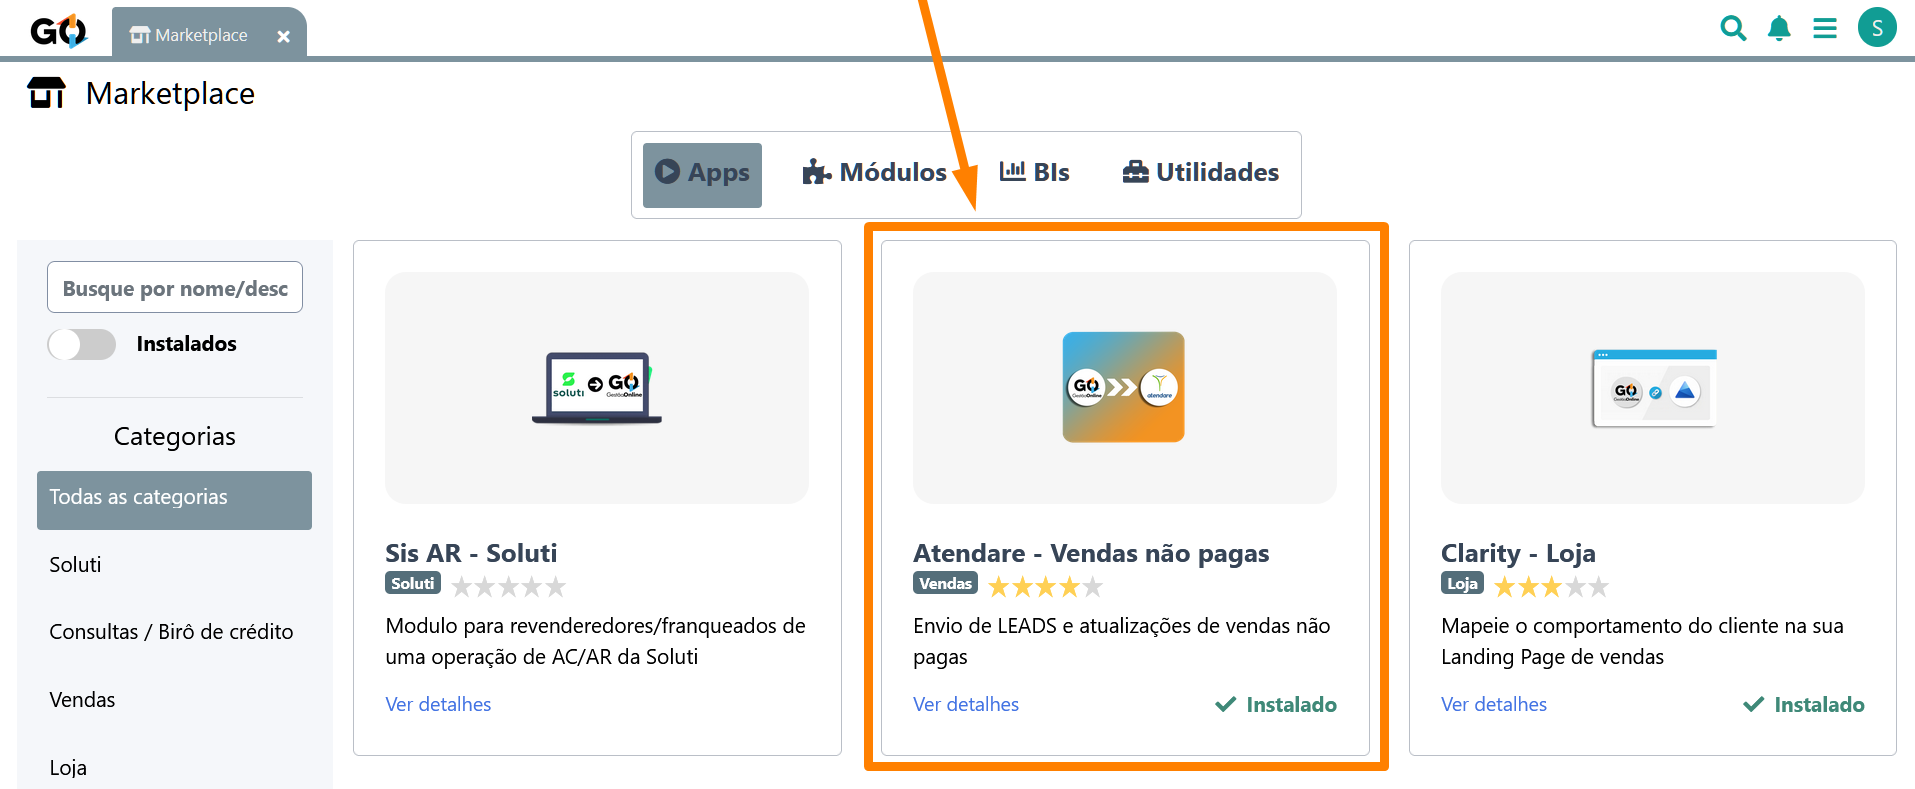 GO
Marketplace
S
Marketplace
Apps
Módulos
BIs
Utilidades
Busque por nome/desc
Instalados
Categorias
Todas as categorias
Soluti
Consultas / Birô de crédito
Vendas
Loja
soluti
GO
GestãoOnline
Sis AR - Soluti
Soluti
Modulo para revenderedores/franqueados de
uma operação de AC/AR da Soluti
Ver detalhes
GO
GestãoOnline
atendare
Atendare - Vendas não pagas
Vendas
Envio de LEADS e atualizações de vendas não
pagas
Ver detalhes
Instalado
GO
GestãoOnline
Clarity - Loja
Loja
Mapeie o comportamento do cliente na sua
Landing Page de vendas
Ver detalhes
Instalado